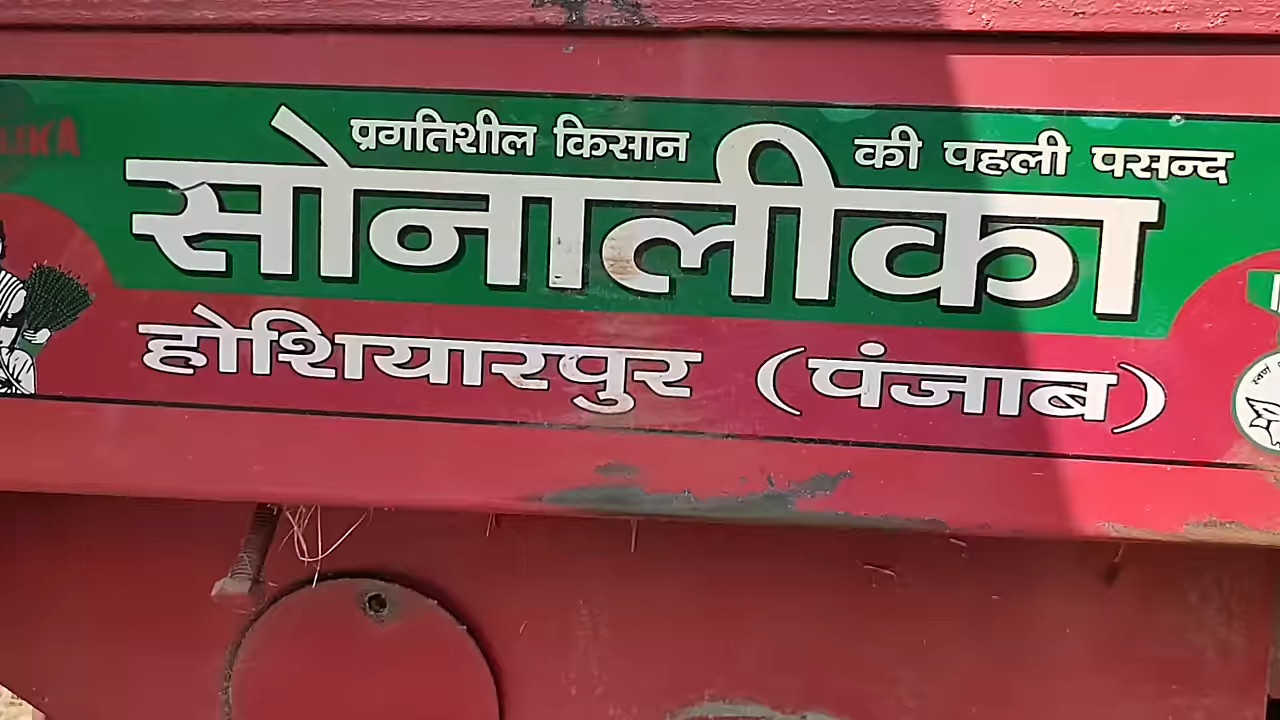 प्रगतिशील किसान की पहली पसन्द
सोनालीका
होशियारपुर (पंजाब)